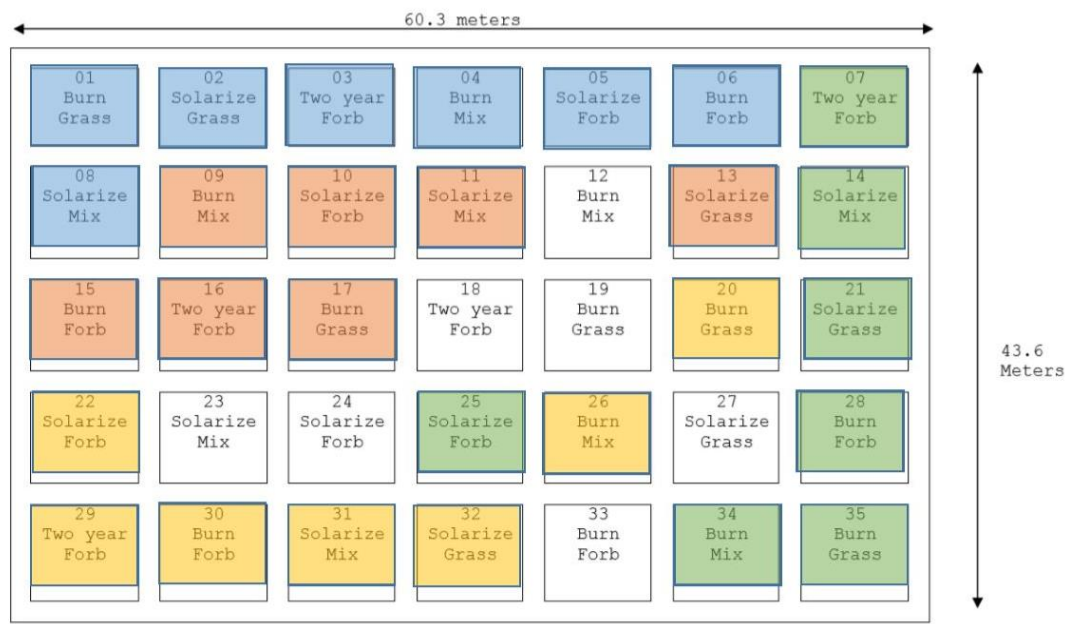 60.3 meters
01
Burn
Grass
02
Solarize
Grass
03
Two year
Forb
04
Burn
Mix
05
Solarize
Forb
06
Burn
Forb
07
Two year
Forb
08
Solarize
Mix
09
Burn
Mix
10
Solarize
Forb
11
Solarize
Mix
12
Burn
Mix
13
Solarize
Grass
14
Solarize
Mix
15
Burn
Forb
16
Two year
Forb
17
Burn
Grass
18
Two year
Forb
19
Burn
Grass
20
Burn
Grass
21
Solarize
Grass
43.6
Meters
22
Solarize
Forb
23
Solarize
Mix
24
Solarize
Forb
25
Solarize
Forb
26
Burn
Mix
27
Solarize
Grass
28
Burn
Forb
29
Two year
Forb
30
Burn
Forb
31
Solarize
Mix
32
Solarize
Grass
33
Burn
Forb
34
Burn
Mix
35
Burn
Grass